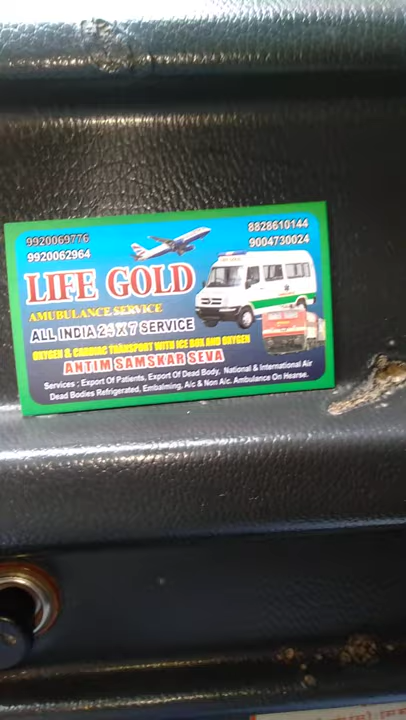 9920069776
9920062964
8828610144
9004730024
LIFE GOLD
AMUBULANCE SERVICE
ALL INDIA 24 X 7 SERVICE
OXYGEN & CARDIAC TRANSPORT WITH ICE BOX AND OXYGEN
ANTIM SAMSKAR SEVA
Services : Export Of Patients, Export Of Dead Body, National & International Air
Dead Bodies Refrigerated, Embalming, A/c & Non A/c. Ambulance On Hearse.